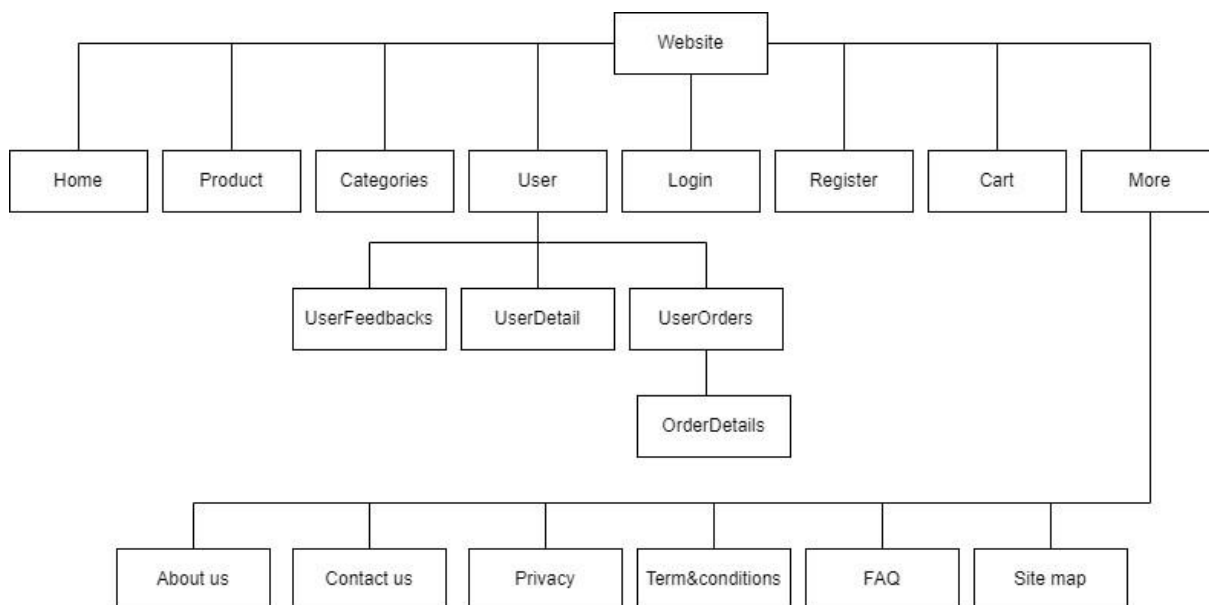 Website
Home
Product
Categories
User
Login
Register
Cart
More
UserFeedbacks
UserDetail
UserOrders
OrderDetails
About us
Contact us
Privacy
Term&conditions
FAQ
Site map